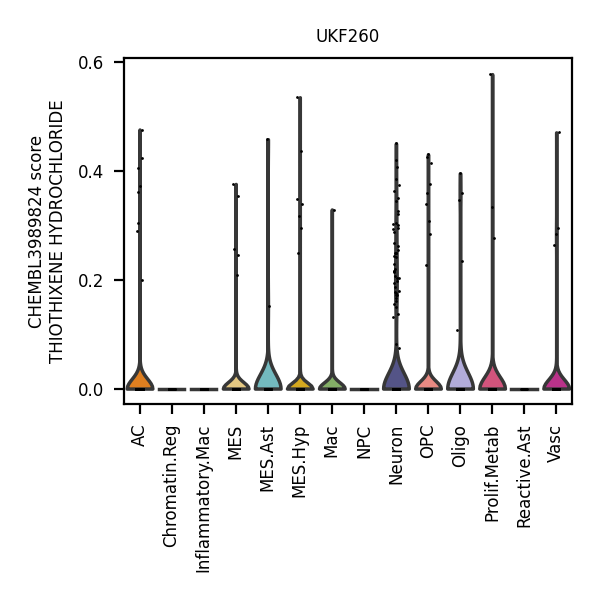 UKF260
CHEMBL3989824 score
THIOTHIXENE HYDROCHLORIDE
0.6
0.4
0.2
0.0
AC
Chromatin.Reg
Inflammatory.Mac
MES
MES.Ast
MES.Hyp
Mac
NPC
Neuron
OPC
Oligo
Prolif.Metab
Reactive.Ast
Vasc